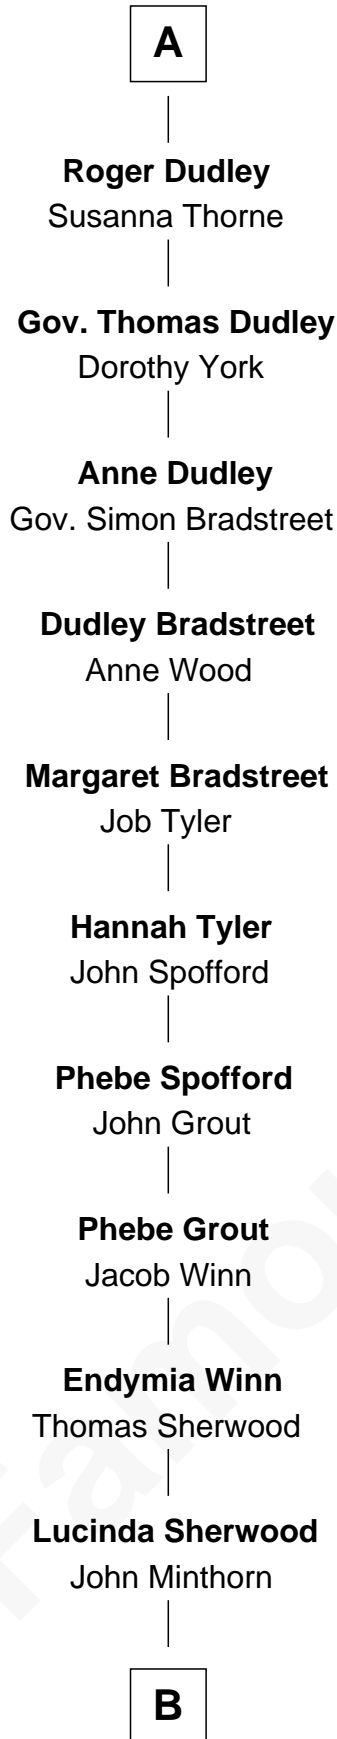 A
Roger Dudley
Susanna Thorne
Gov. Thomas Dudley
Dorothy York
Anne Dudley
Gov. Simon Bradstreet
Dudley Bradstreet
Anne Wood
Margaret Bradstreet
Job Tyler
Hannah Tyler
John Spofford
Phebe Spofford
John Grout
Phebe Grout
Jacob Winn
Endymia Winn
Thomas Sherwood
Lucinda Sherwood
John Minthorn
B